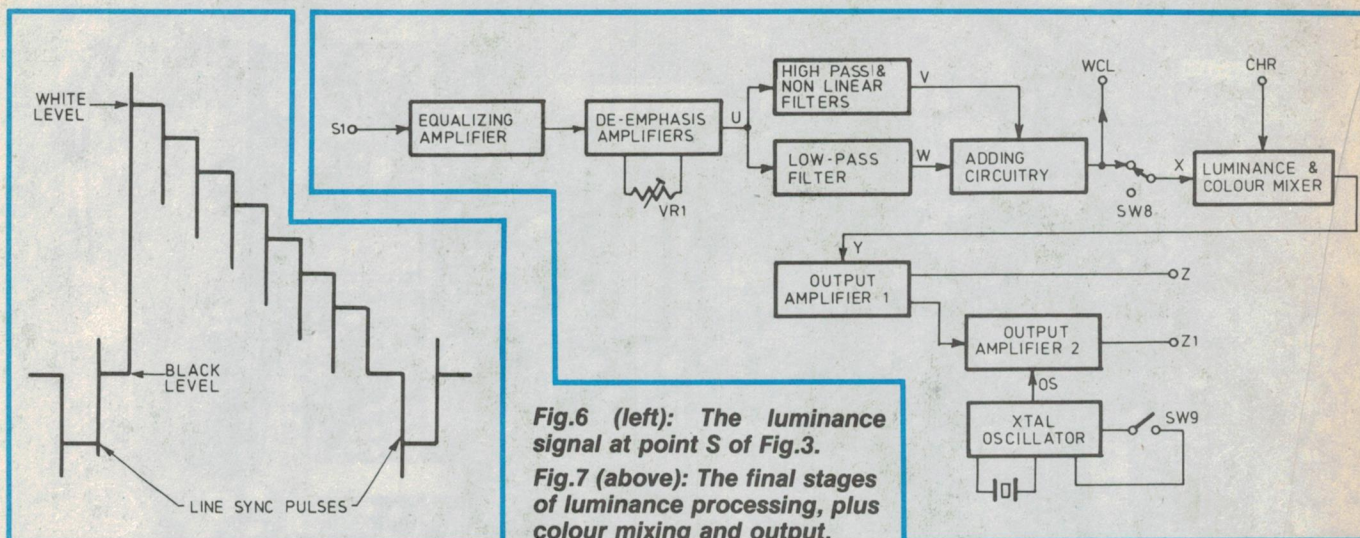 WHITE
LEVEL
BLACK
LEVEL
LINE SYNC PULSES
S1
EQUALIZING
AMPLIFIER
DE-EMPHASIS
AMPLIFIERS
VR1
U
HIGH PASS &
NON LINEAR
FILTERS
V
LOW-PASS
FILTER
W
ADDING
CIRCUITRY
WCL
SW8
X
CHR
LUMINANCE &
COLOUR MIXER
Y
OUTPUT
AMPLIFIER 1
Z
OUTPUT
AMPLIFIER 2
Z1
OS
XTAL
OSCILLATOR
SW9
Fig.6 (left): The luminance
signal at point S of Fig.3.
Fig.7 (above): The final stages
of luminance processing, plus
colour mixing and output.